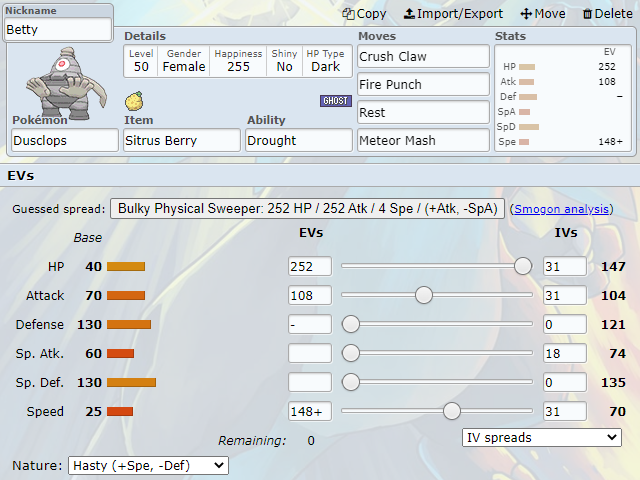 Nickname
Copy Import/Export Move Delete
Betty
Details
Moves
Stats
Level Gender Happiness Shiny HP Type
50 Female 255 No Dark
Crush Claw
Fire Punch
Rest
Meteor Mash
EV
HP 252
Atk 108
Def –
SpA
SpD
Spe 148+
GHOST
Pokémon Item Ability
Dusclops Sitrus Berry Drought
EVs
Guessed spread: Bulky Physical Sweeper: 252 HP / 252 Atk / 4 Spe / (+Atk, -SpA) (Smogon analysis)
Base EVs IVs
HP 40 252 31 147
Attack 70 108 31 104
Defense 130 - 0 121
Sp. Atk. 60 18 74
Sp. Def. 130 0 135
Speed 25 148+ 31 70
Remaining: 0
IV spreads
Nature: Hasty (+Spe, -Def)